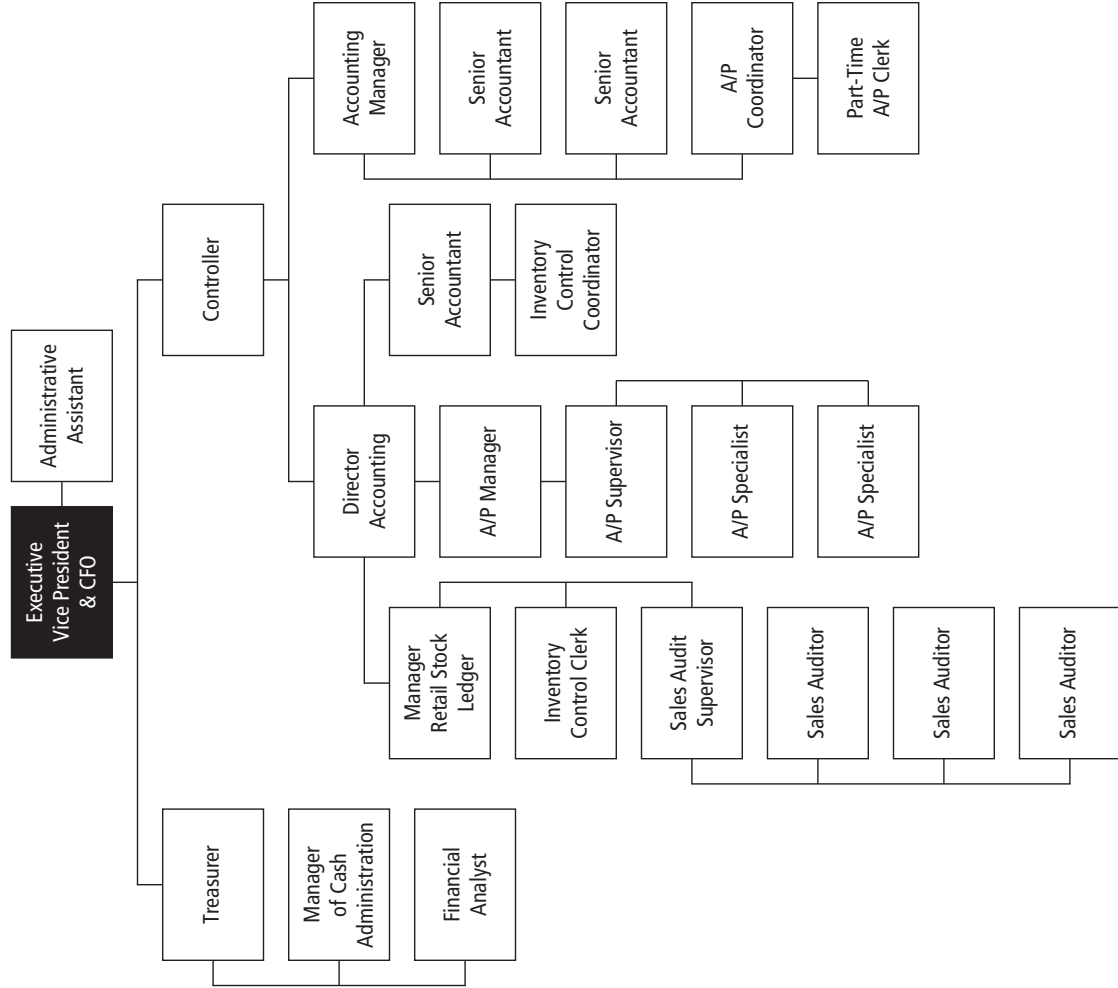 Executive
Vice President
& CFO
Administrative
Assistant
Treasurer
Manager
of Cash
Administration
Financial
Analyst
Controller
Director
Accounting
Manager
Retail Stock
Ledger
Inventory
Control Clerk
Sales Audit
Supervisor
Sales Auditor
Sales Auditor
Sales Auditor
A/P Manager
A/P Supervisor
A/P Specialist
A/P Specialist
Senior
Accountant
Inventory
Control
Coordinator
Accounting
Manager
Senior
Accountant
Senior
Accountant
A/P
Coordinator
Part-Time
A/P Clerk